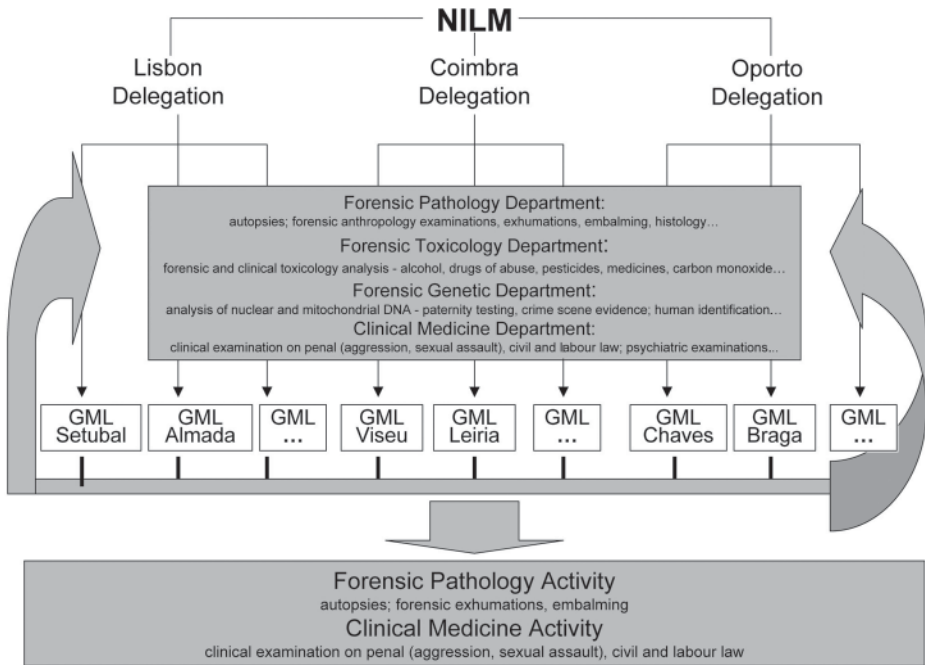 NILM
Lisbon
Delegation
Coimbra
Delegation
Oporto
Delegation
Forensic Pathology Department:
autopsies; forensic anthropology examinations, exhumations, embalming, histology...
Forensic Toxicology Department:
forensic and clinical toxicology analysis - alcohol, drugs of abuse, pesticides, medicines, carbon monoxide...
Forensic Genetic Department:
analysis of nuclear and mitochondrial DNA - paternity testing, crime scene evidence; human identification...
Clinical Medicine Department:
clinical examination on penal (aggression, sexual assault), civil and labour law; psychiatric examinations...
GML
Setubal
GML
Almada
GML
...
GML
Viseu
GML
Leiria
GML
...
GML
Chaves
GML
Braga
GML
...
Forensic Pathology Activity
autopsies; forensic exhumations, embalming
Clinical Medicine Activity
clinical examination on penal (aggression, sexual assault), civil and labour law